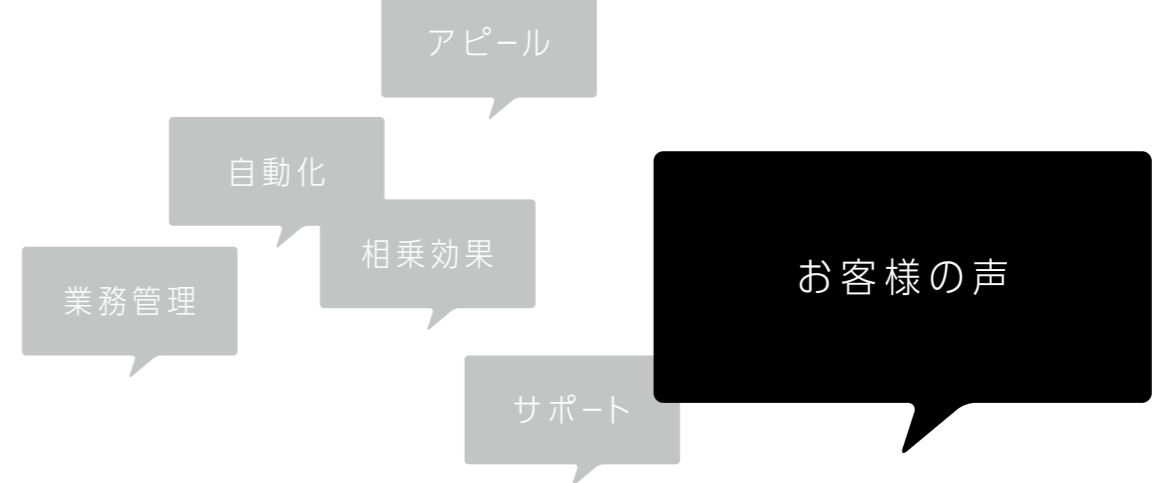 アピール
自動化
相乗効果
業務管理
お客様の声
サポート